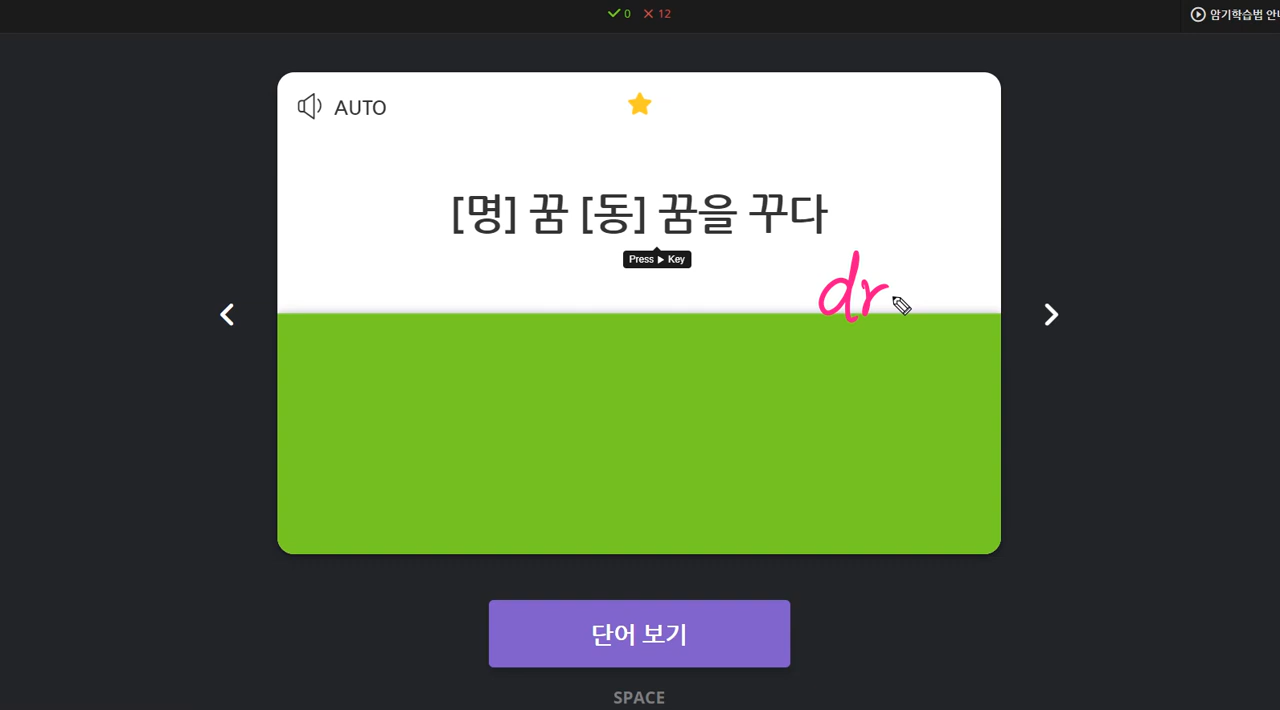 0 12
암기학습법 안
AUTO
[명] 꿈 [동] 꿈을 꾸다
Press ▶ Key
dr
단어 보기
SPACE